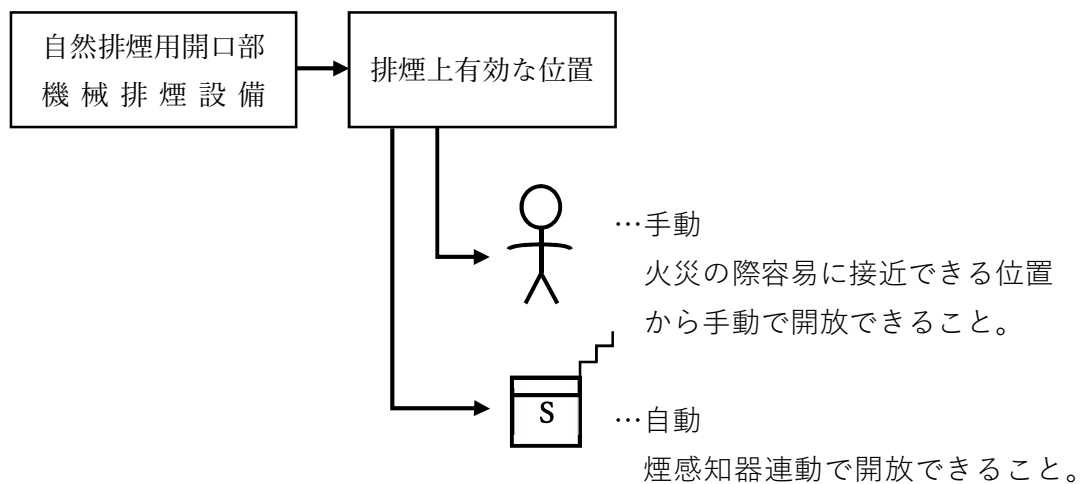 自然排煙用開口部
機械排煙設備
排煙上有効な位置
…手動
火災の際容易に接近できる位置
から手動で開放できること。
S
…自動
煙感知器連動で開放できること。